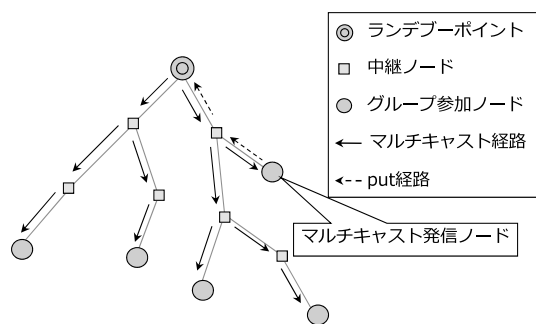 ランデブーポイント
中継ノード
グループ参加ノード
マルチキャスト経路
put経路
マルチキャスト発信ノード